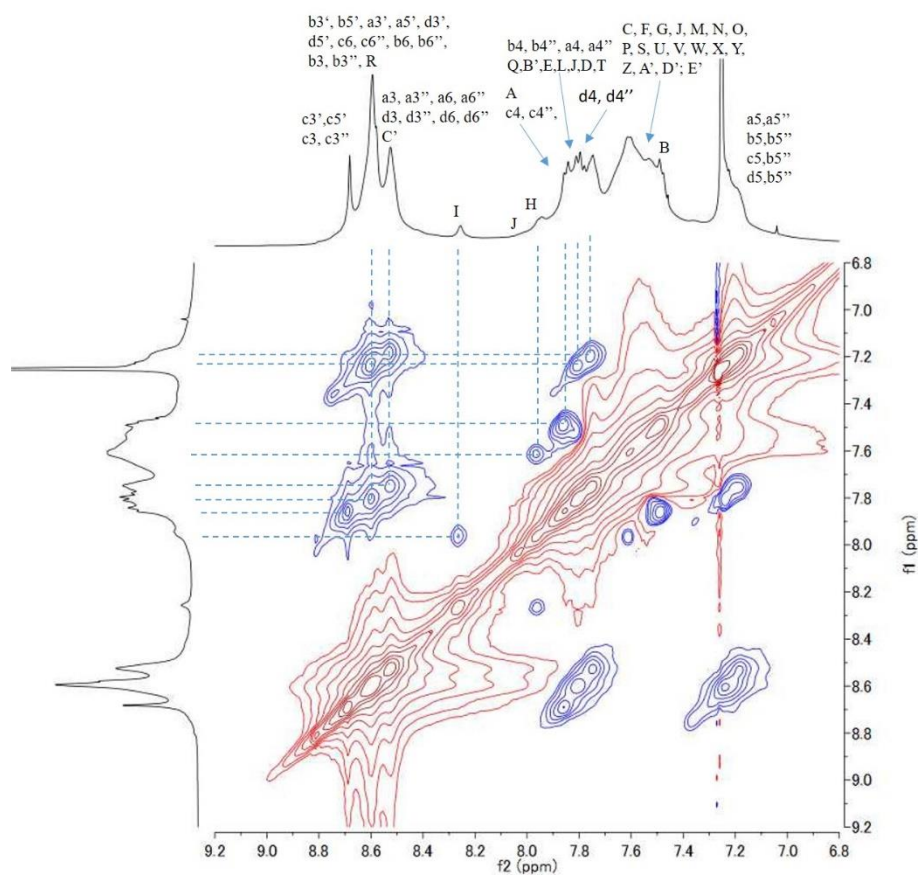 b3‘, b5’, a3’, a5’, d3’,
d5’, c6, c6’’, b6, b6’’,
b3, b3’’, R
a3, a3’’, a6, a6’’
d3, d3’’, d6, d6’’
C’
c3’,c5’
c3, c3’’
I
J
H
A
c4, c4’’,
b4, b4’’, a4, a4’’
Q,B’,E,L,J,D,T
d4, d4’’
C, F, G, J, M, N, O,
P, S, U, V, W, X, Y,
Z, A’, D’; E’
B
a5,a5’’
b5,b5’’
c5,b5’’
d5,b5’’
6.8
7.0
7.2
7.4
7.6
7.8
8.0
8.2
8.4
8.6
8.8
9.0
9.2
f1 (ppm)
9.2 9.0 8.8 8.6 8.4 8.2 8.0 7.8 7.6 7.4 7.2 7.0 6.8
f2 (ppm)